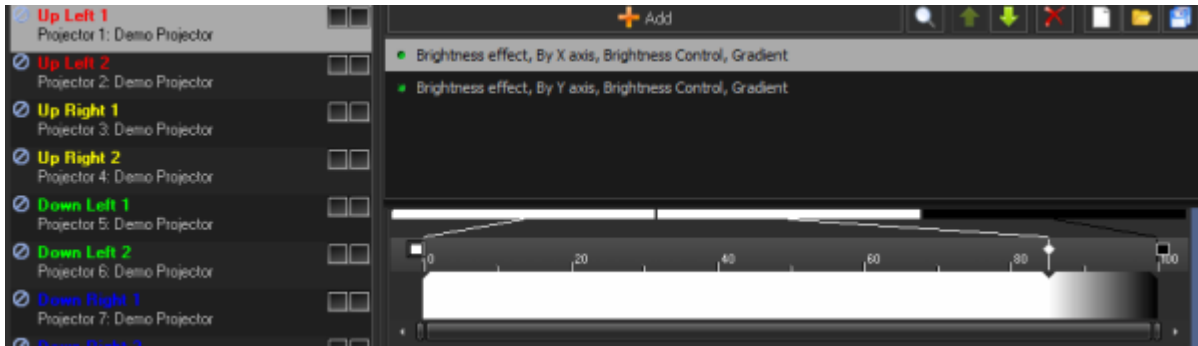 Up Left 1
Projector 1: Demo Projector
Up Left 2
Projector 2: Demo Projector
Up Right 1
Projector 3: Demo Projector
Up Right 2
Projector 4: Demo Projector
Down Left 1
Projector 5: Demo Projector
Down Left 2
Projector 6: Demo Projector
Down Right 1
Projector 7: Demo Projector
Down Right 2
Add
Brightness effect, By X axis, Brightness Control, Gradient
Brightness effect, By Y axis, Brightness Control, Gradient
0 20 40 60 80 100